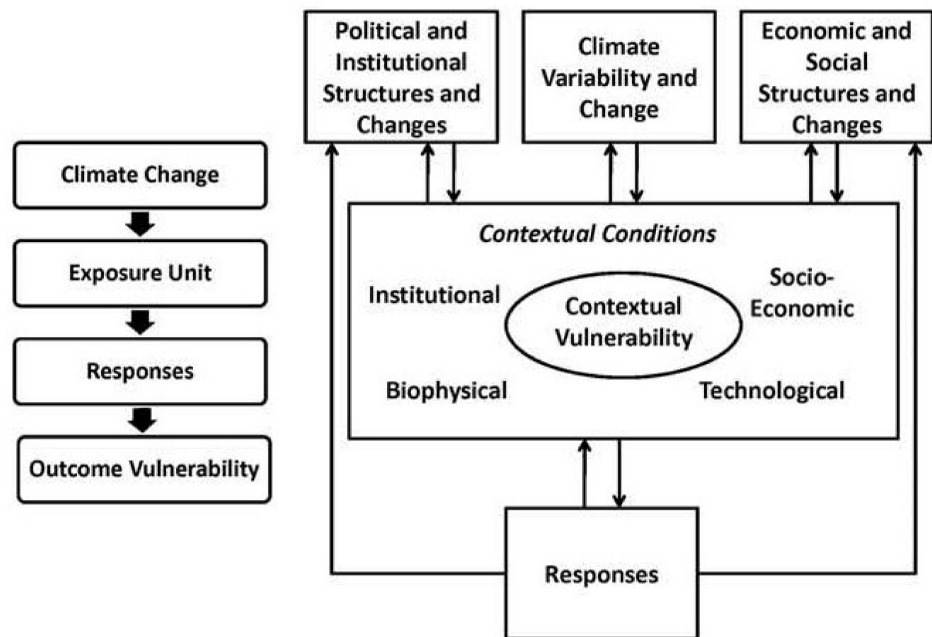 Climate Change
Exposure Unit
Responses
Outcome Vulnerability
Political and
Institutional
Structures and
Changes
Climate
Variability and
Change
Economic and
Social
Structures and
Changes
Contextual Conditions
Institutional
Socio-
Economic
Contextual
Vulnerability
Biophysical
Technological
Responses